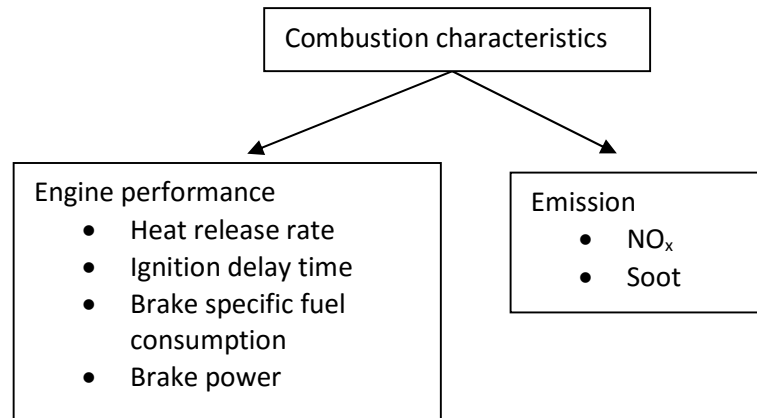 Combustion characteristics
Engine performance
• Heat release rate
• Ignition delay time
• Brake specific fuel
consumption
• Brake power
Emission
• NOₓ
• Soot